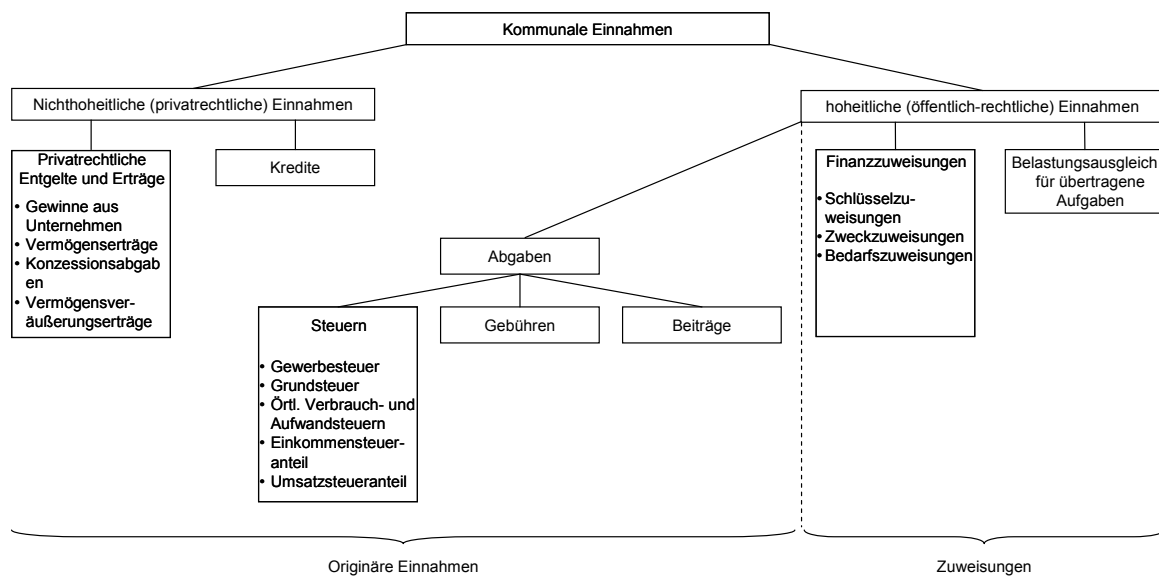 Kommunale Einnahmen
Nichthoheitliche (privatrechtliche) Einnahmen
hoheitliche (öffentlich-rechtliche) Einnahmen
Privatrechtliche
Entgelte und Erträge
• Gewinne aus
Unternehmen
• Vermögenserträge
• Konzessionsabgab
en
• Vermögensver-
äußerungserträge
Kredite
Finanzzuweisungen
• Schlüsselzu-
weisungen
• Zweckzuweisungen
• Bedarfszuweisungen
Belastungsausgleich
für übertragene
Aufgaben
Abgaben
Steuern
• Gewerbesteuer
• Grundsteuer
• Örtl. Verbrauch- und
Aufwandsteuern
• Einkommensteuer-
anteil
• Umsatzsteueranteil
Gebühren
Beiträge
Originäre Einnahmen
Zuweisungen